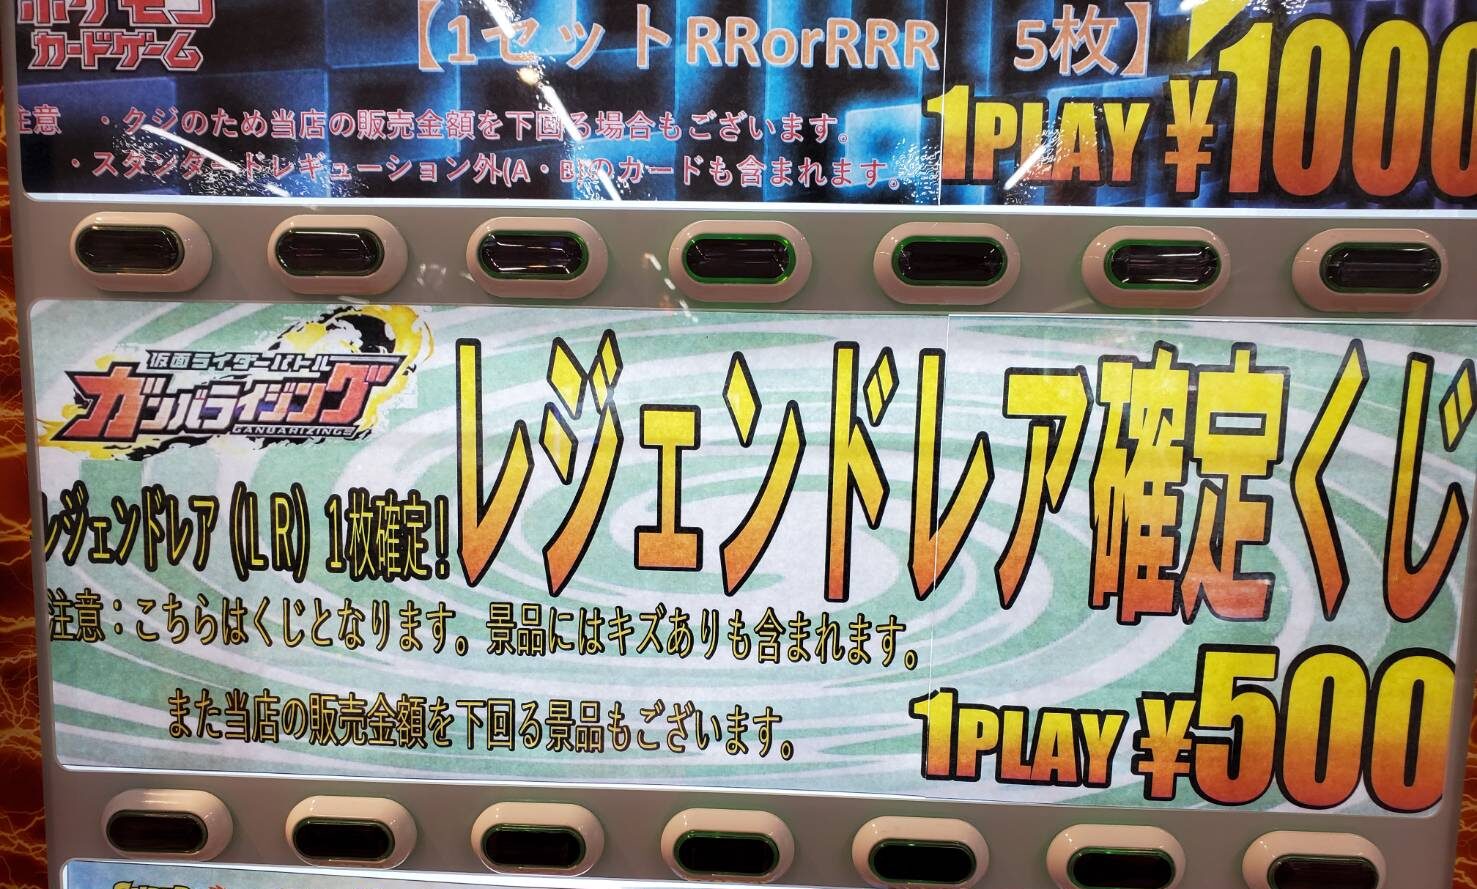 ポケモン
カードゲーム
【1セットRRorRRR 5枚】
注意 ・クジのため当店の販売金額を下回る場合もございます。
・スタンダードレギューション外(A・B)のカードも含まれます。
1PLAY ¥1000
仮面ライダーバトル
ガンバライジング
GANBARIZING
レジェンドレア確定くじ
レジェンドレア（LR）1枚確定！
注意：こちらはくじとなります。景品にはキズありも含まれます。
また当店の販売金額を下回る景品もございます。
1PLAY ¥500